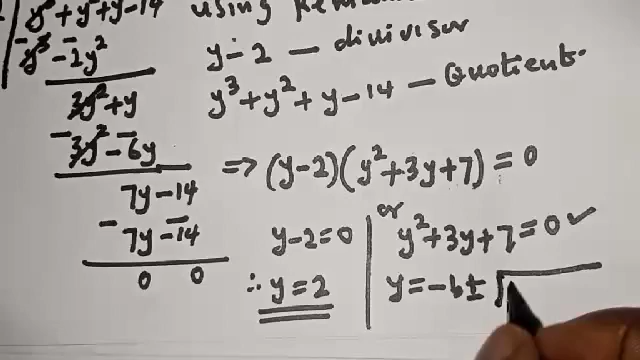 y³+y²+y-14 using
y³-2y² y-2 — divivsor
3y²+y y³+y²+y-14 — Quotient.
-3y²-6y ⇒ (y-2)(y²+3y+7)=0
7y-14 or
-7y-14 y-2=0 y²+3y+7=0 ✓
0 0 ∴ y=2 y=-b±√